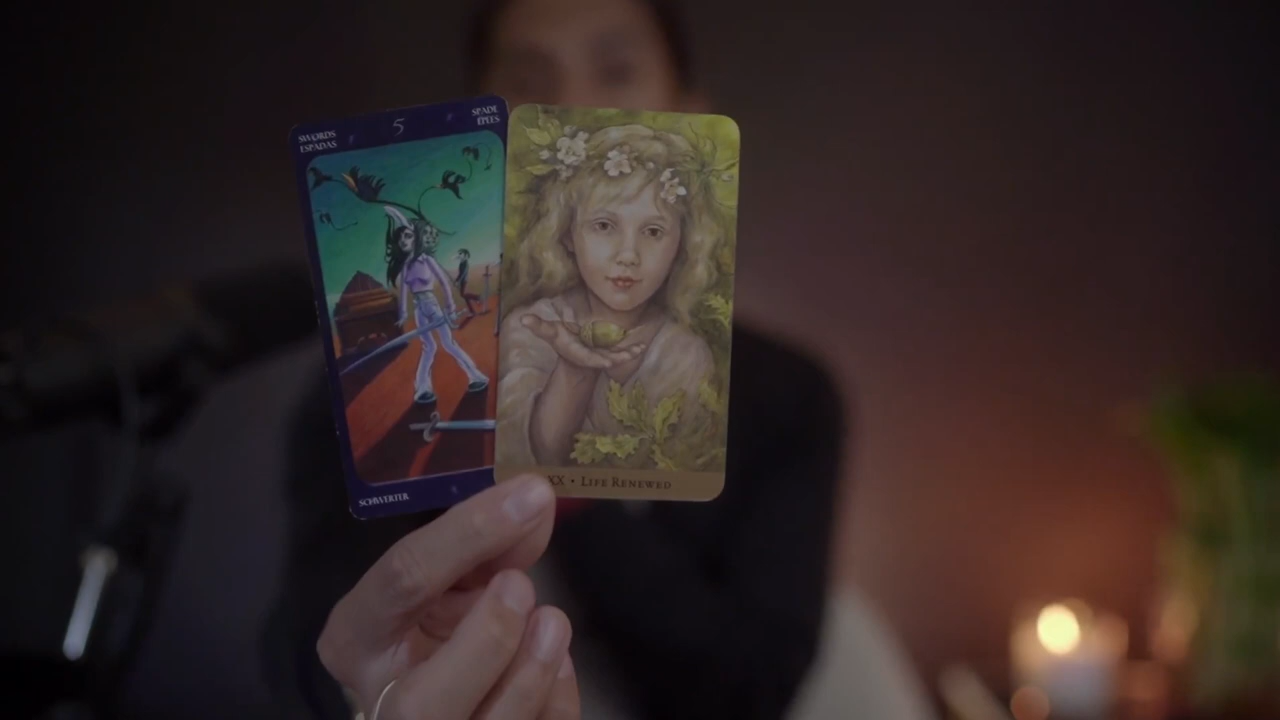 SWORDS
ESPADAS
5
SPADE
ÉPÉES
SCHWERTER
XX • LIFE RENEWED